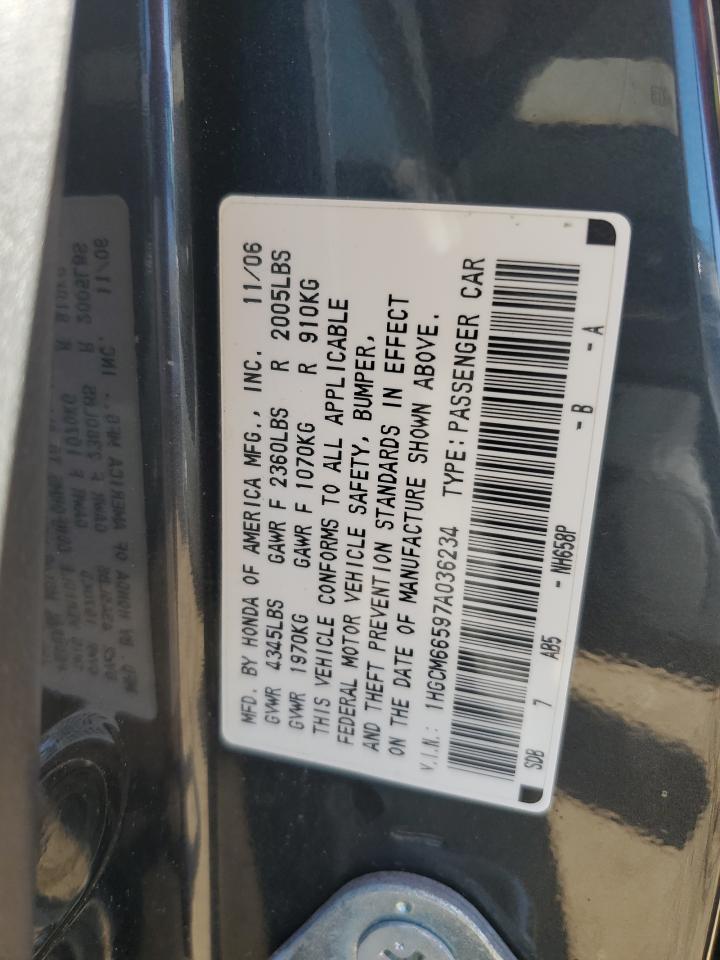 MFD. BY HONDA OF AMERICA MFG., INC. 11/06
GVWR 4345LBS GAWR F 2360LBS R 2005LBS
GVWR 1970KG GAWR F 1070KG R 910KG
THIS VEHICLE CONFORMS TO ALL APPLICABLE
FEDERAL MOTOR VEHICLE SAFETY, BUMPER,
AND THEFT PREVENTION STANDARDS IN EFFECT
ON THE DATE OF MANUFACTURE SHOWN ABOVE.
V.I.N.: 1HGCM66597A036234 TYPE:PASSENGER CAR
SDB 7 AB5 - NH658P - B - A